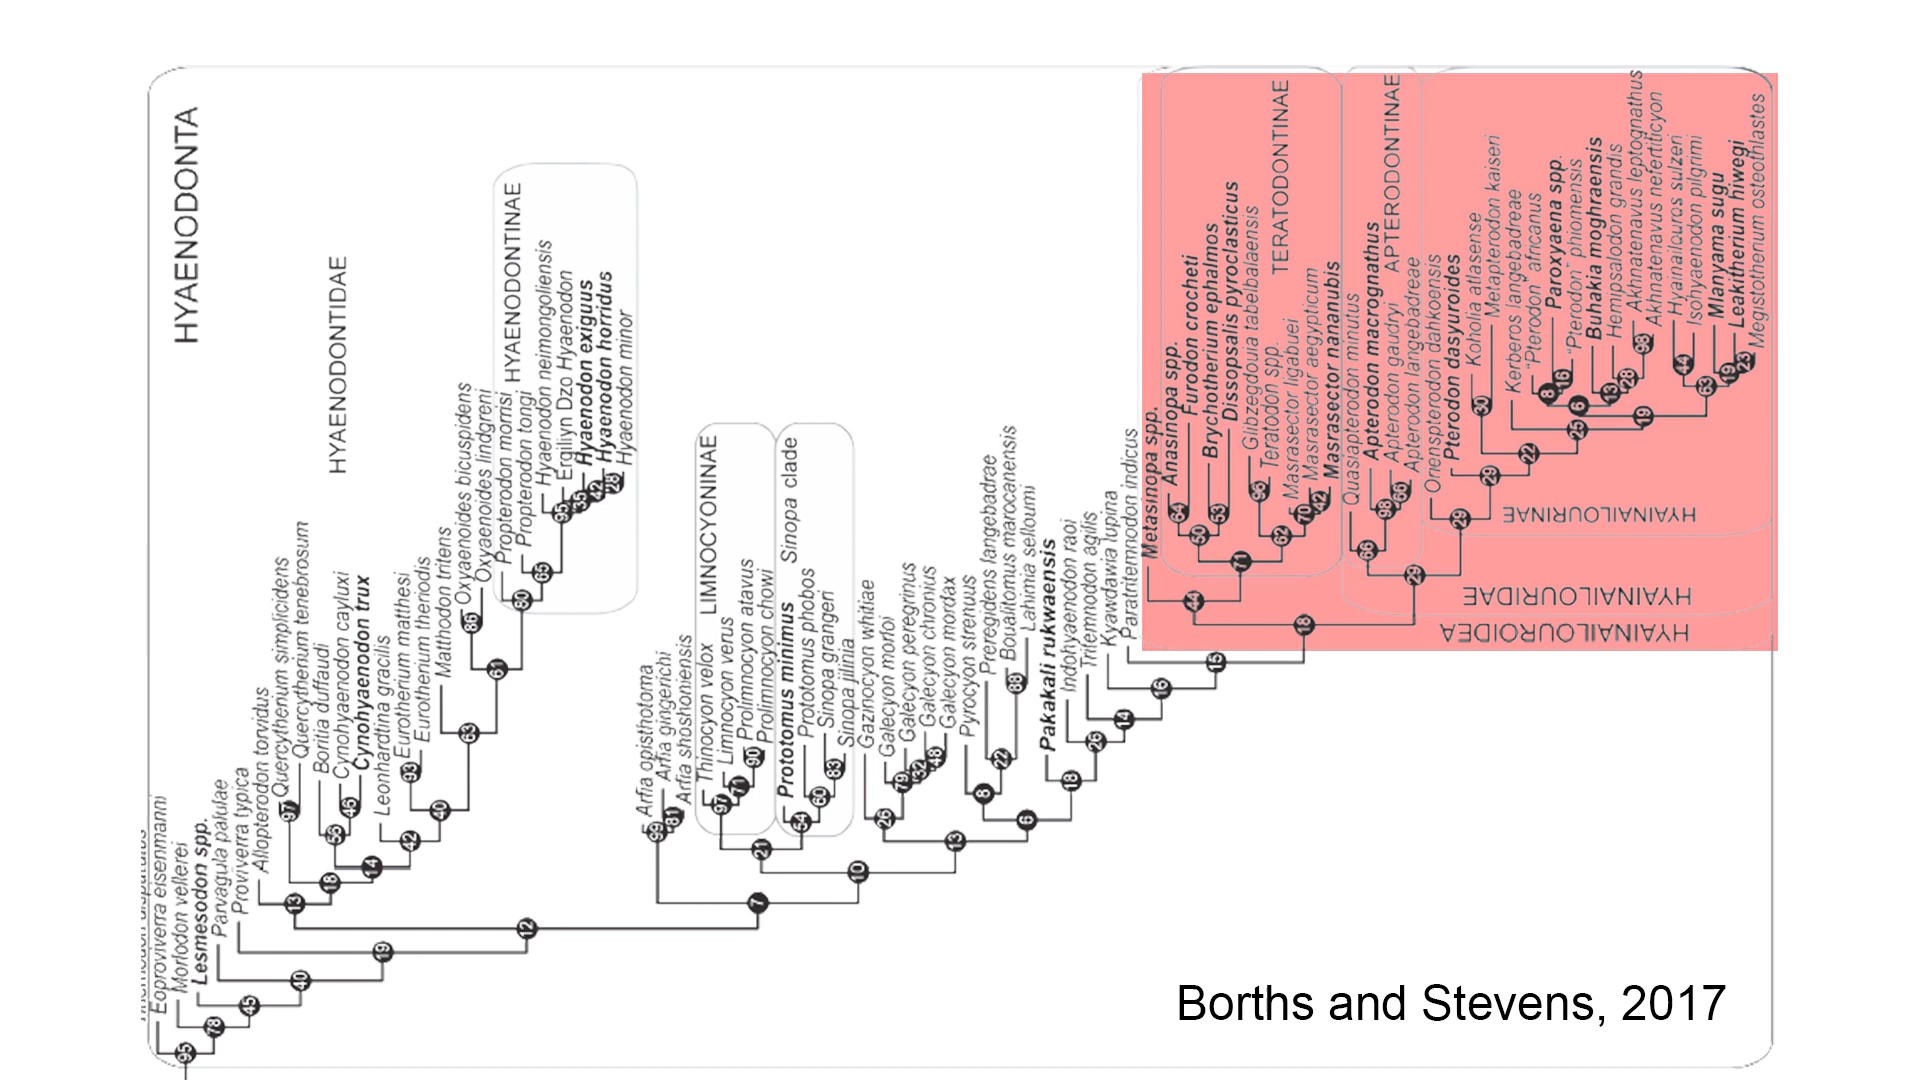 HYAENODONTA
HYAENODONTIDAE
Eoproviverra eisenmanni
Morlodon vellerei
Lesmesodon spp.
Parvagula palulae
Proviverra typica
Allopterodon torvidus
Quercytherium simplicidens
Quercytherium tenebrosum
Boritia duffaudi
Cynohyaenodon cayluxi
Cynohyaenodon trux
Leonhardtina gracilis
Eurotherium matthesi
Eurotherium theriodis
Matthodon tritens
Oxyaenoides bicuspidens
Oxyaenoides lindgreni
HYAENODONTINAE
Propterodon morrisi
Propterodon tongi
Hyaenodon neimongoliensis
Ergiliyn Dzo Hyaenodon
Hyaenodon exiguus
Hyaenodon horridus
Hyaenodon minor
Arfia opisthotoma
Arfia gingerichi
Arfia shoshoniensis
LIMNOCYONINAE
Thinocyon velox
Limnocyon verus
Prolimnocyon atavus
Prolimnocyon chowi
Sinopa clade
Prototomus minimus
Prototomus phobos
Sinopa grangeri
Sinopa jilinia
Gazinocyon whitiae
Galecyon morloi
Galecyon peregrinus
Galecyon chronius
Galecyon mordax
Pyrocyon strenuus
Preregidens langebadrae
Boualitomus marocanensis
Lahimia selloumi
Pakakali rukwaensis
Indohyaenodon raoi
Tritemnodon agilis
Kyawdawia lupina
Paratritemnodon indicus
Metasinopa spp.
Anasinopa spp.
Furodon crocheti
Brychotherium ephalmos
Dissopsalis pyroclasticus
Glibzegdouia tabelbalaensis
Teratodon spp.
Masrasector ligabuei
Masrasector aegypticum
Masrasector nananubis
TERATODONTINAE
Quasiapterodon minutus
Apterodon macrognathus
Apterodon gaudryi
Apterodon langebadreae
APTERODONTINAE
Orienspterodon dahkoensis
Pterodon dasyuroides
Koholia atlasense
Metapterodon kaiseri
Kerberos langebadreae
"Pterodon" africanus
Paroxyaena spp.
"Pterodon" phiomensis
Buhakia moghraensis
Hemipsalodon grandis
Akhnatenavus leptognathus
Akhnatenavus nefertiticyon
Hyainailouros sulzeri
Isohyaenodon pilgrimi
Mlanyama sugu
Leakitherium hiwegi
Megistotherium osteothlastes
HYAINAILOURINAE
HYAINAILOURIDAE
HYAINAILOUROIDEA
Borths and Stevens, 2017